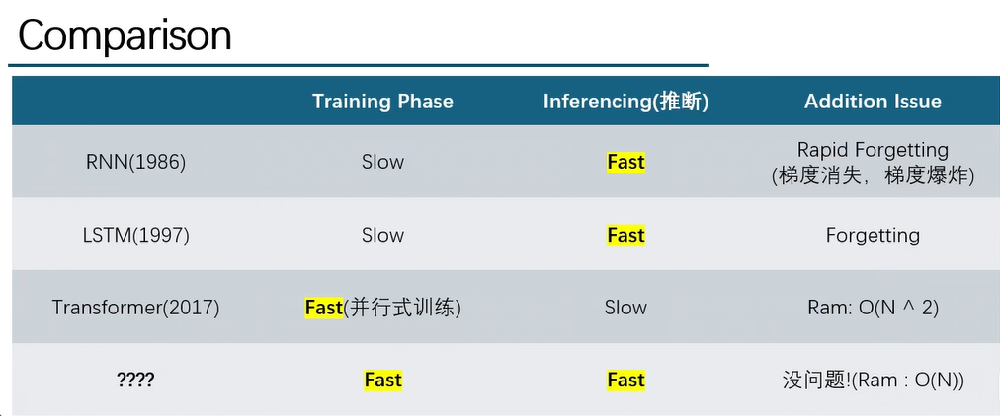 Comparison
Training Phase Inferencing(推断) Addition Issue
RNN(1986) Slow Fast Rapid Forgetting
(梯度消失，梯度爆炸)
LSTM(1997) Slow Fast Forgetting
Transformer(2017) Fast(并行式训练) Slow Ram: O(N ^ 2)
???? Fast Fast 没问题!(Ram : O(N))